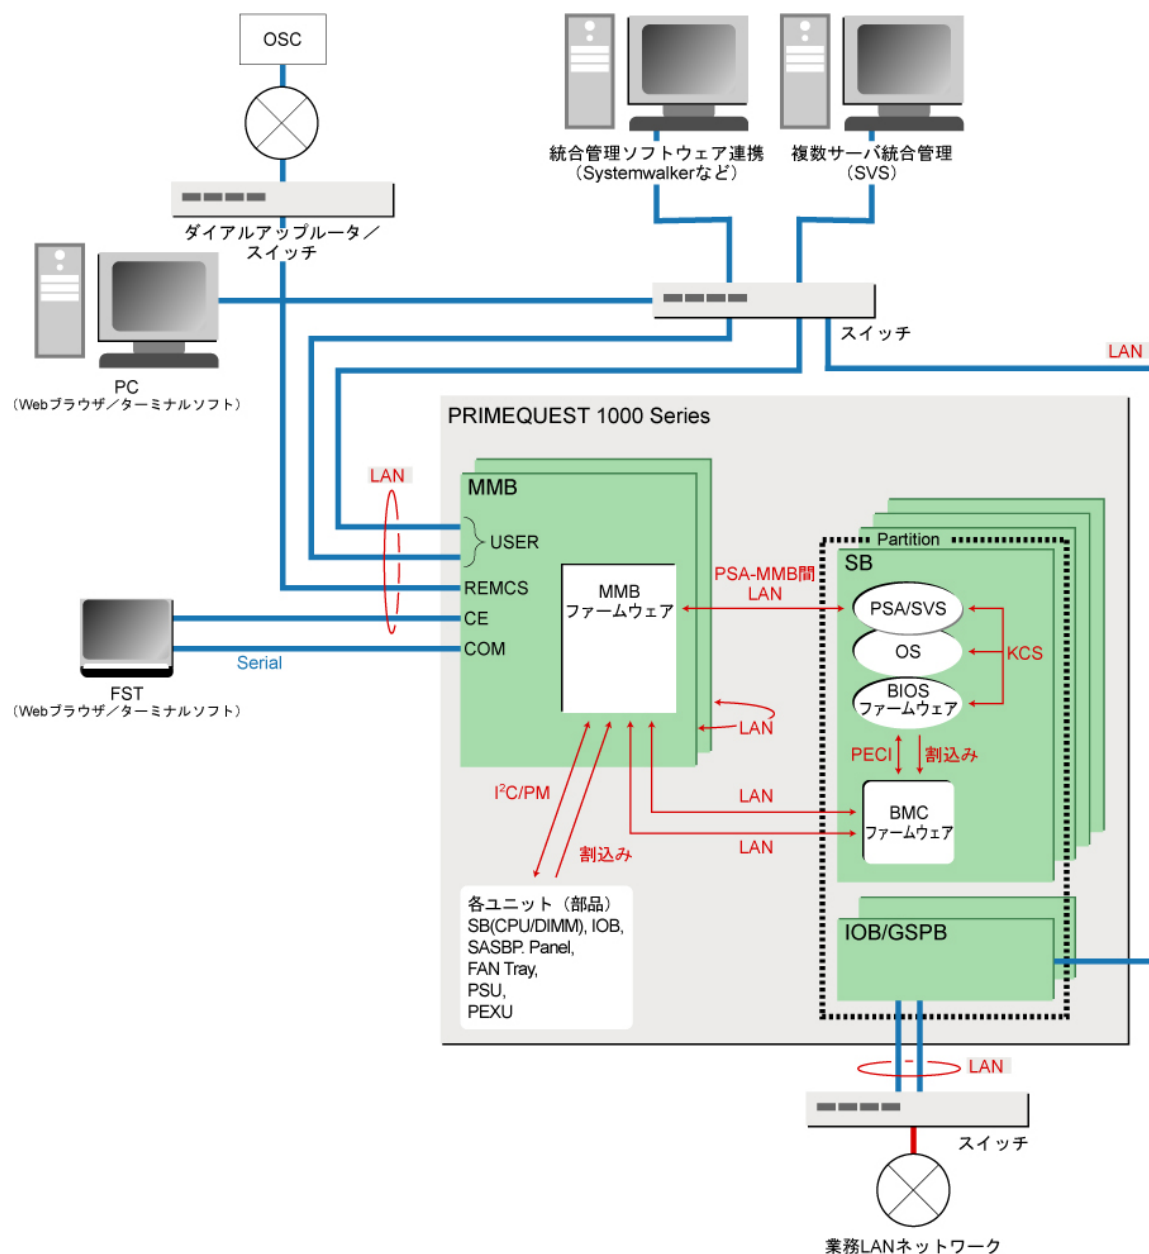 OSC
統合管理ソフトウェア連携
（Systemwalkerなど）
複数サーバ統合管理
（SVS）
ダイアルアップルータ／
スイッチ
スイッチ
LAN
PC
（Webブラウザ／ターミナルソフト）
PRIMEQUEST 1000 Series
LAN
MMB
USER
REMCS
CE
COM
MMB
ファームウェア
Serial
FST
（Webブラウザ／ターミナルソフト）
PSA-MMB間
LAN
Partition
SB
PSA/SVS
OS
KCS
BIOS
ファームウェア
PECI
割込み
LAN
I²C/PM
LAN
BMC
ファームウェア
LAN
割込み
各ユニット（部品）
SB(CPU/DIMM), IOB,
SASBP. Panel,
FAN Tray,
PSU,
PEXU
IOB/GSPB
LAN
スイッチ
業務LANネットワーク